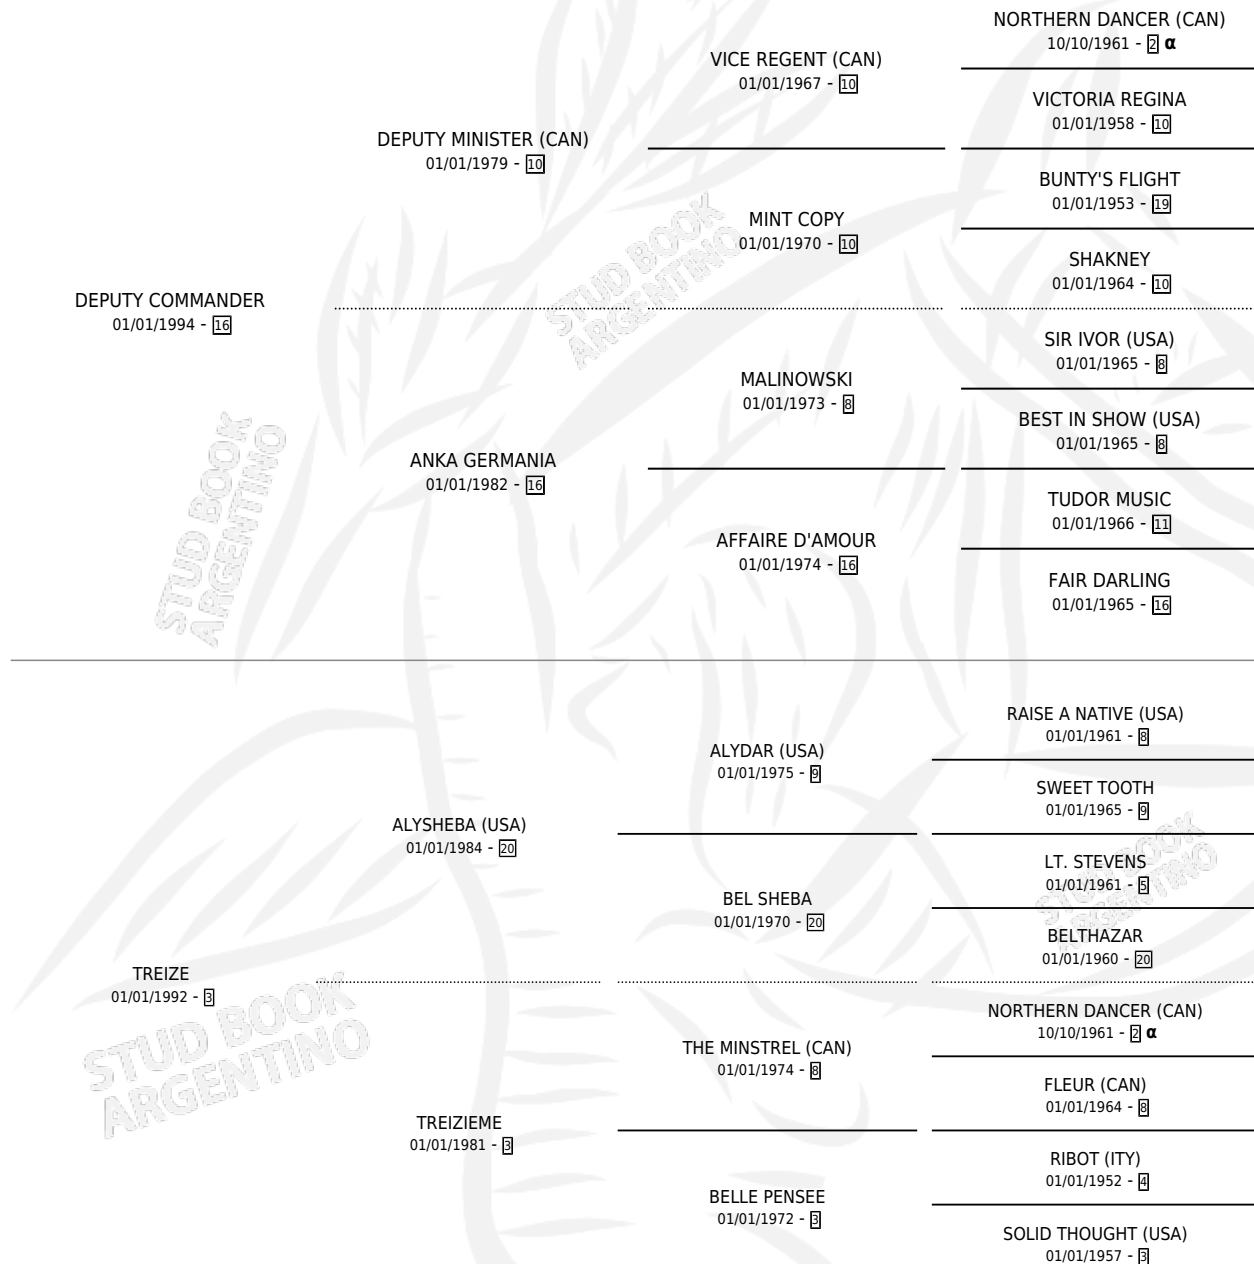 NORTHERN DANCER (CAN)
10/10/1961 - 2 α
VICE REGENT (CAN)
01/01/1967 - 10
VICTORIA REGINA
01/01/1958 - 10
DEPUTY MINISTER (CAN)
01/01/1979 - 10
BUNTY'S FLIGHT
01/01/1953 - 19
MINT COPY
01/01/1970 - 10
SHAKNEY
01/01/1964 - 10
DEPUTY COMMANDER
01/01/1994 - 16
SIR IVOR (USA)
01/01/1965 - 8
MALINOWSKI
01/01/1973 - 8
BEST IN SHOW (USA)
01/01/1965 - 8
ANKA GERMANIA
01/01/1982 - 16
TUDOR MUSIC
01/01/1966 - 11
AFFAIRE D'AMOUR
01/01/1974 - 16
FAIR DARLING
01/01/1965 - 16
RAISE A NATIVE (USA)
01/01/1961 - 8
ALYDAR (USA)
01/01/1975 - 9
SWEET TOOTH
01/01/1965 - 9
ALYSHEBA (USA)
01/01/1984 - 20
LT. STEVENS
01/01/1961 - 5
BEL SHEBA
01/01/1970 - 20
BELTHAZAR
01/01/1960 - 20
TREIZE
01/01/1992 - 3
NORTHERN DANCER (CAN)
10/10/1961 - 2 α
THE MINSTREL (CAN)
01/01/1974 - 8
FLEUR (CAN)
01/01/1964 - 8
TREIZIEME
01/01/1981 - 3
RIBOT (ITY)
01/01/1952 - 4
BELLE PENSEE
01/01/1972 - 3
SOLID THOUGHT (USA)
01/01/1957 - 3
STUD BOOK
ARGENTINO
STUD BOOK
ARGENTINO
STUD BOOK
ARGENTINO
STUD BOOK
ARGENTINO